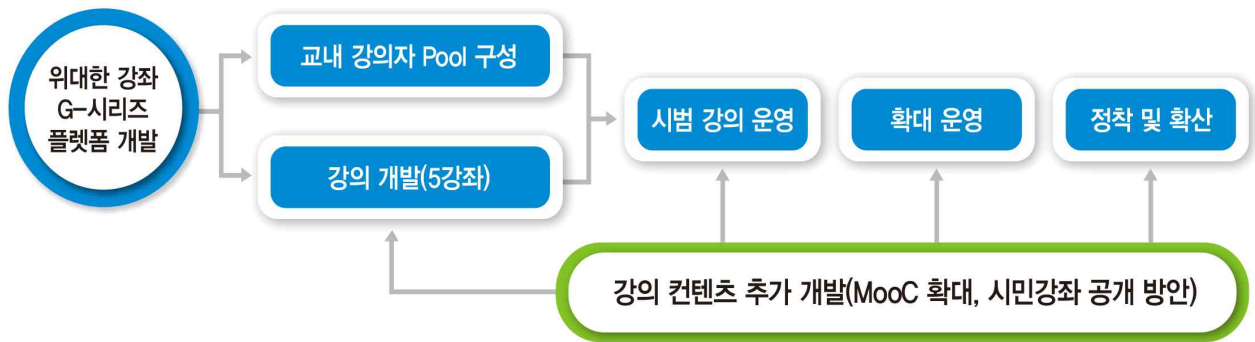 위대한 강좌
G-시리즈
플렛폼 개발
교내 강의자 Pool 구성
강의 개발(5강좌)
시범 강의 운영
확대 운영
정착 및 확산
강의 컨텐츠 추가 개발(MooC 확대, 시민강좌 공개 방안)